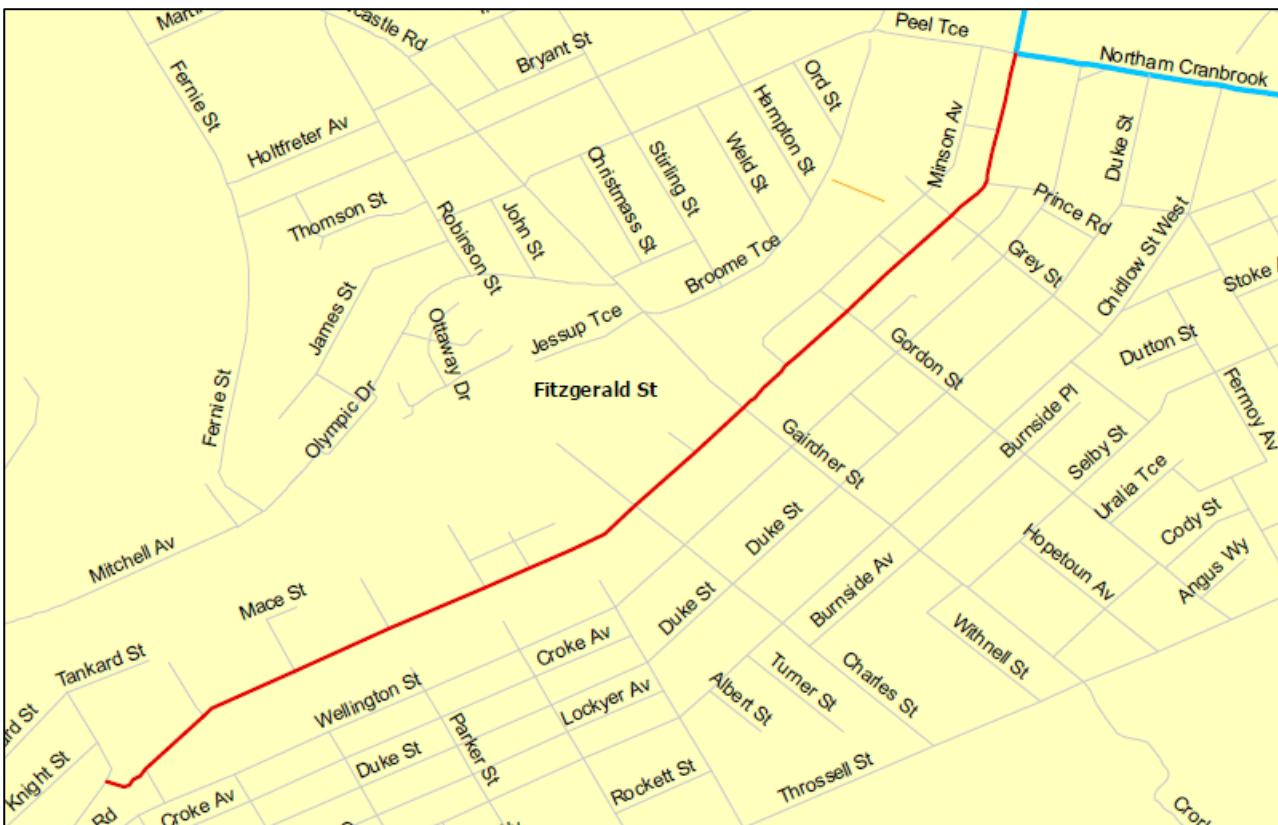 Peel Tce
Bryant St
Northam Cranbrook
Fernie St
Ord St
Hampton St
Holtfreter Av
Weld St
Stirling St
Christmass St
Minson Av
Duke St
Thomson St
Robinson St
John St
Prince Rd
Chidlow St West
Grey St
Broome Tce
James St
Ottaway Dr
Jessup Tce
Gordon St
Dutton St
Fitzgerald St
Fermoy Av
Fernie St
Olympic Dr
Burnside Pl
Gairdner St
Selby St
Uralia Tce
Duke St
Cody St
Hopetoun Av
Angus Wy
Mitchell Av
Mace St
Burnside Av
Duke St
Croke Av
Withnell St
Tankard St
Wellington St
Turner St
Charles St
Albert St
Lockyer Av
Parker St
Duke St
Knight St
Rockett St
Throssell St
Croke Av
Rd